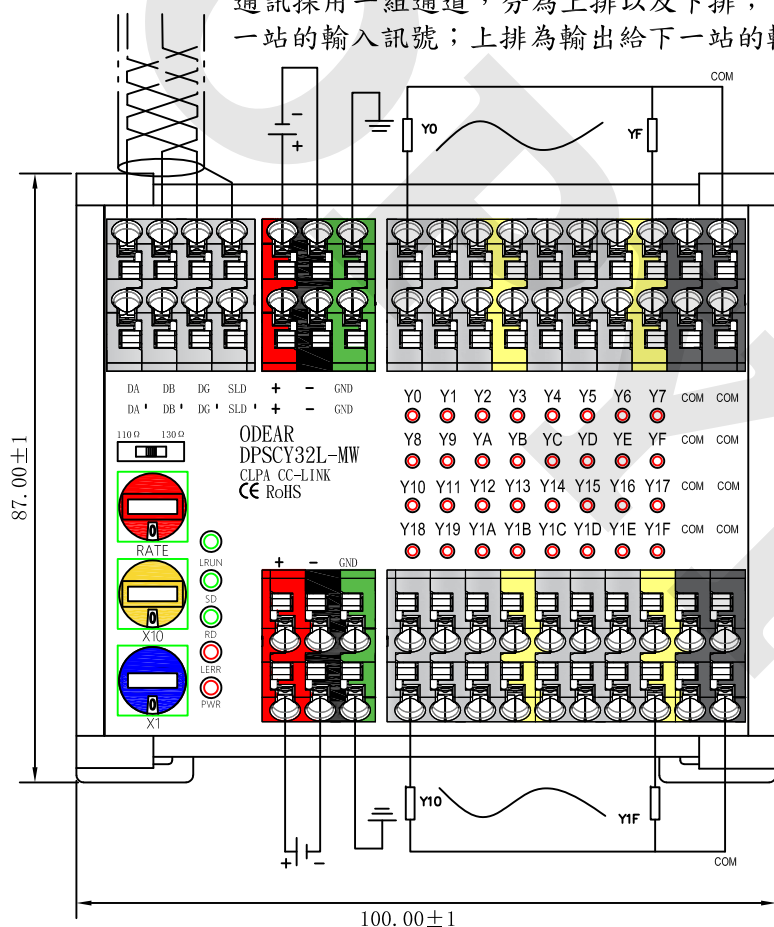 通訊採用一組通道，分為上排以及下排；
一站的輸入訊號；上排為輸出給下一站的
COM
Y0
YF
DA DB DG SLD + - GND
DA' DB' DG' SLD' + - GND
110Ω 130Ω
ODEAR
DPSCY32L-MW
CLPA CC-LINK
CE RoHS
Y0 Y1 Y2 Y3 Y4 Y5 Y6 Y7 COM COM
Y8 Y9 YA YB YC YD YE YF COM COM
Y10 Y11 Y12 Y13 Y14 Y15 Y16 Y17 COM COM
Y18 Y19 Y1A Y1B Y1C Y1D Y1E Y1F COM COM
RATE
X10
X1
LRUN
SD
RD
LERR
PWR
+ - GND
Y10
Y1F
COM
+ -
- +
87.00±1
100.00±1